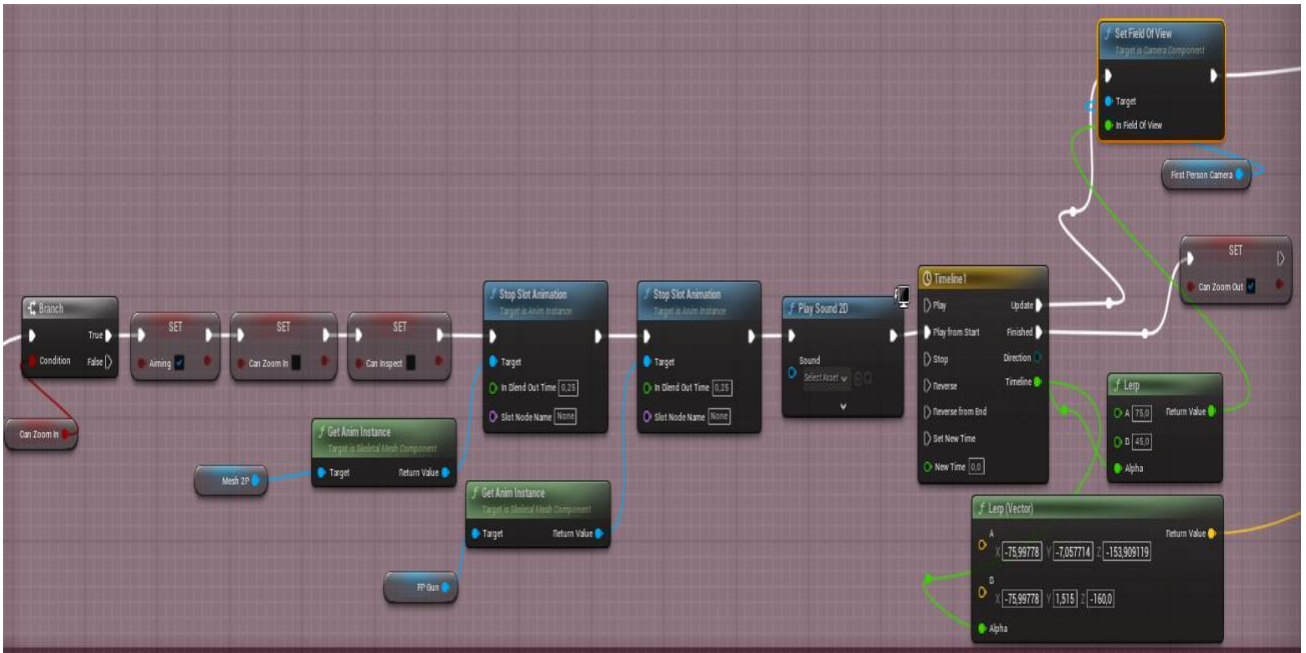 Set Field Of View
Target is Camera Component
Target
In Field Of View
First Person Camera
SET
Can Zoom Out
Branch
True
Condition
False
Can Zoom In
SET
Aiming
SET
Can Zoom In
SET
Can Inspect
Stop Slot Animation
Target is Anim Instance
Target
In Blend Out Time 0,25
Slot Node Name None
Stop Slot Animation
Target is Anim Instance
Target
In Blend Out Time 0,25
Slot Node Name None
Get Anim Instance
Target is Skeletal Mesh Component
Target Return Value
Mesh 2P
Get Anim Instance
Target is Skeletal Mesh Component
Target Return Value
FP Gun
Play Sound 2D
Sound
Select Asset
Timeline 1
Play Update
Play from Start Finished
Stop Direction
Reverse Timeline
Reverse from End
Set New Time
New Time 0,0
Lerp
A 75,0 Return Value
B 45,0
Alpha
Lerp (Vector)
A Return Value
X -75,99778 Y -7,057714 Z -153,909119
B
X -75,99778 Y 1,515 Z -160,0
Alpha